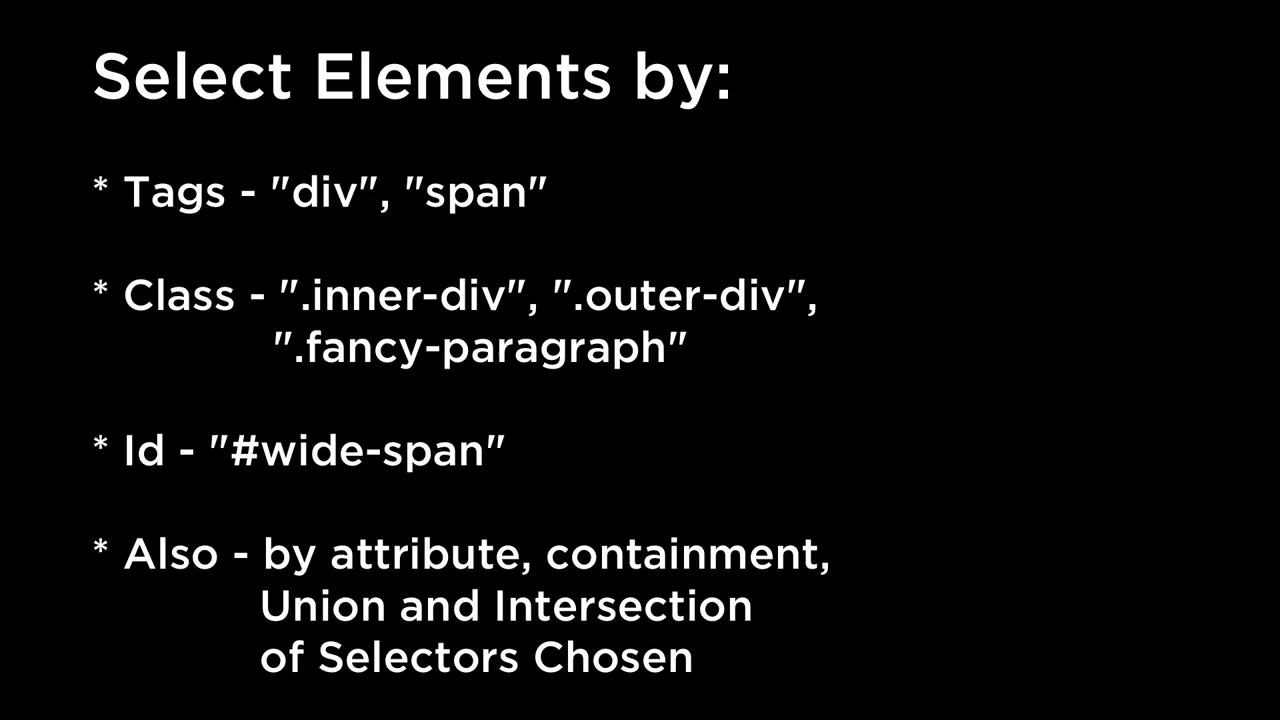 Select Elements by:
* Tags - "div", "span"
* Class - ".inner-div", ".outer-div",
".fancy-paragraph"
* Id - "#wide-span"
* Also - by attribute, containment,
Union and Intersection
of Selectors Chosen